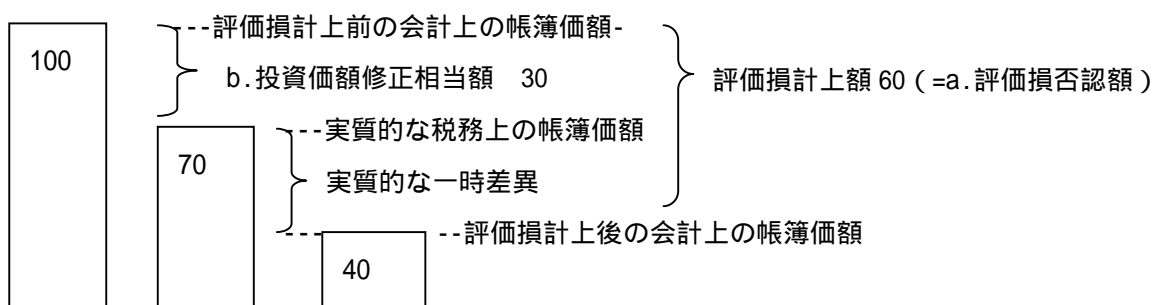 ---評価損計上前の会計上の帳簿価額-
100
b.投資価額修正相当額 30
評価損計上額 60(=a.評価損否認額)
---実質的な税務上の帳簿価額
70
実質的な一時差異
--- --評価損計上後の会計上の帳簿価額
40